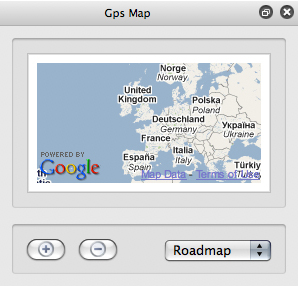 Gps Map
Norge
Norway
United
Kingdom
Polska
Poland
Deutschland
Germany
Україна
Ukraine
France
Italia
Italy
España
Spain
Türkiy
POWERED BY
Google
Map Data - Terms of Use
Roadmap